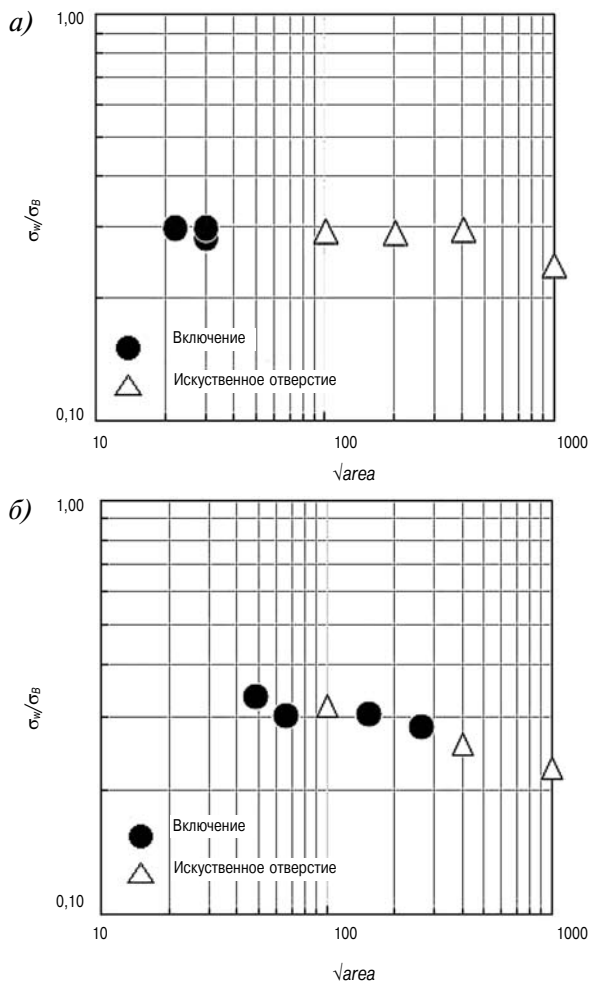 а)
1,00
σw/σB
Включение
Искуственное отверстие
0,10
10
100
1000
√area
б)
1,00
σw/σB
Включение
Искуственное отверстие
0,10
10
100
1000
√area